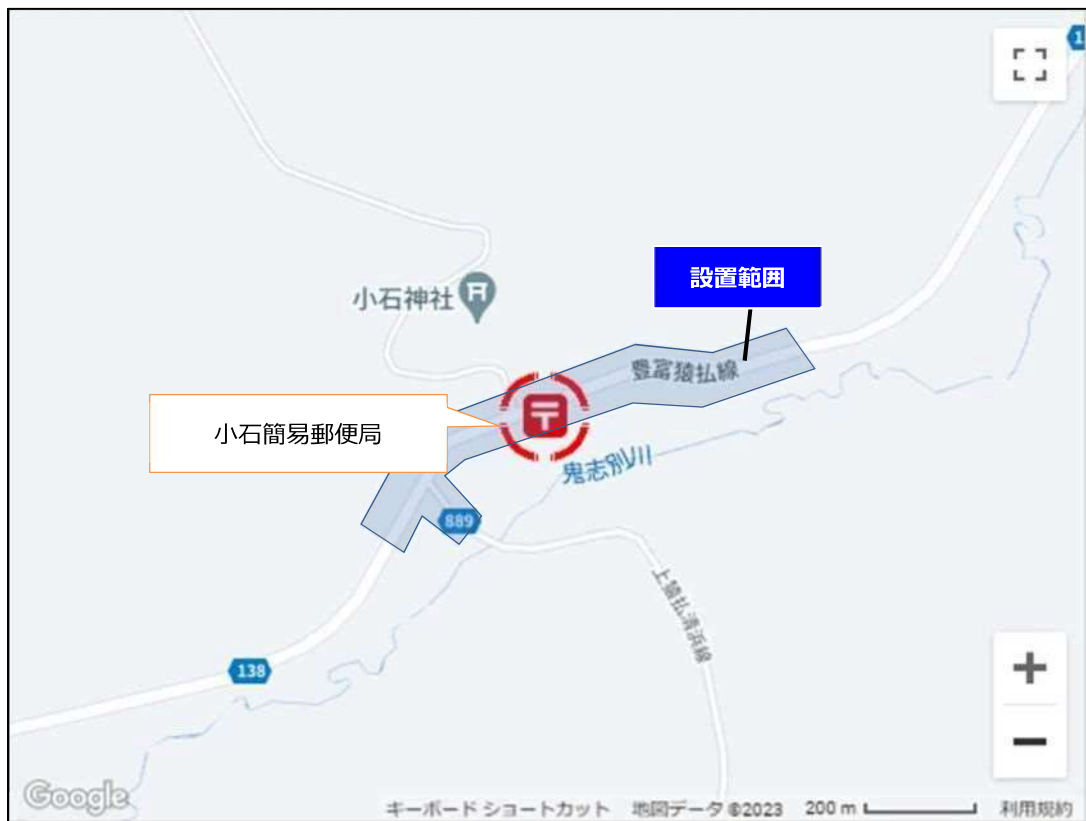 1
設置範囲
小石神社
豊富猿払線
小石簡易郵便局
鬼志別川
889
上猿払清浜線
138
+
−
Google
キーボード ショートカット 地図データ ©2023 200 m 利用規約